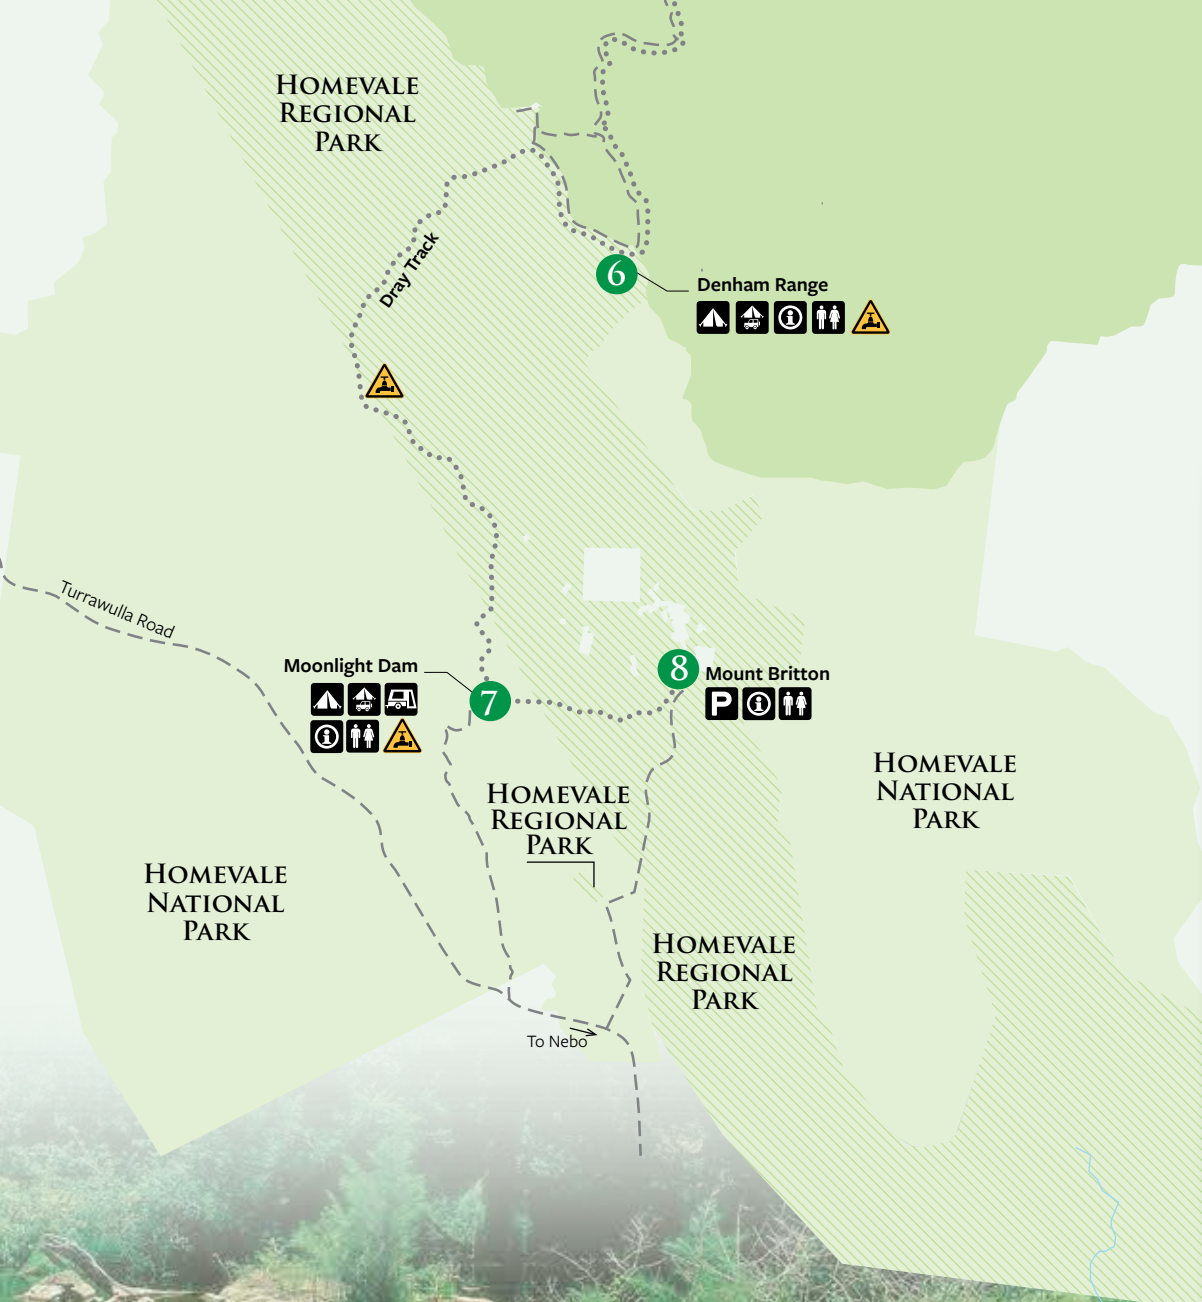 Homevale
Regional
Park
Dray Track
6
Denham Range
Turrawulla Road
Moonlight Dam
7
8
Mount Britton
P
Homevale
National
Park
Homevale
Regional
Park
Homevale
National
Park
Homevale
Regional
Park
To Nebo